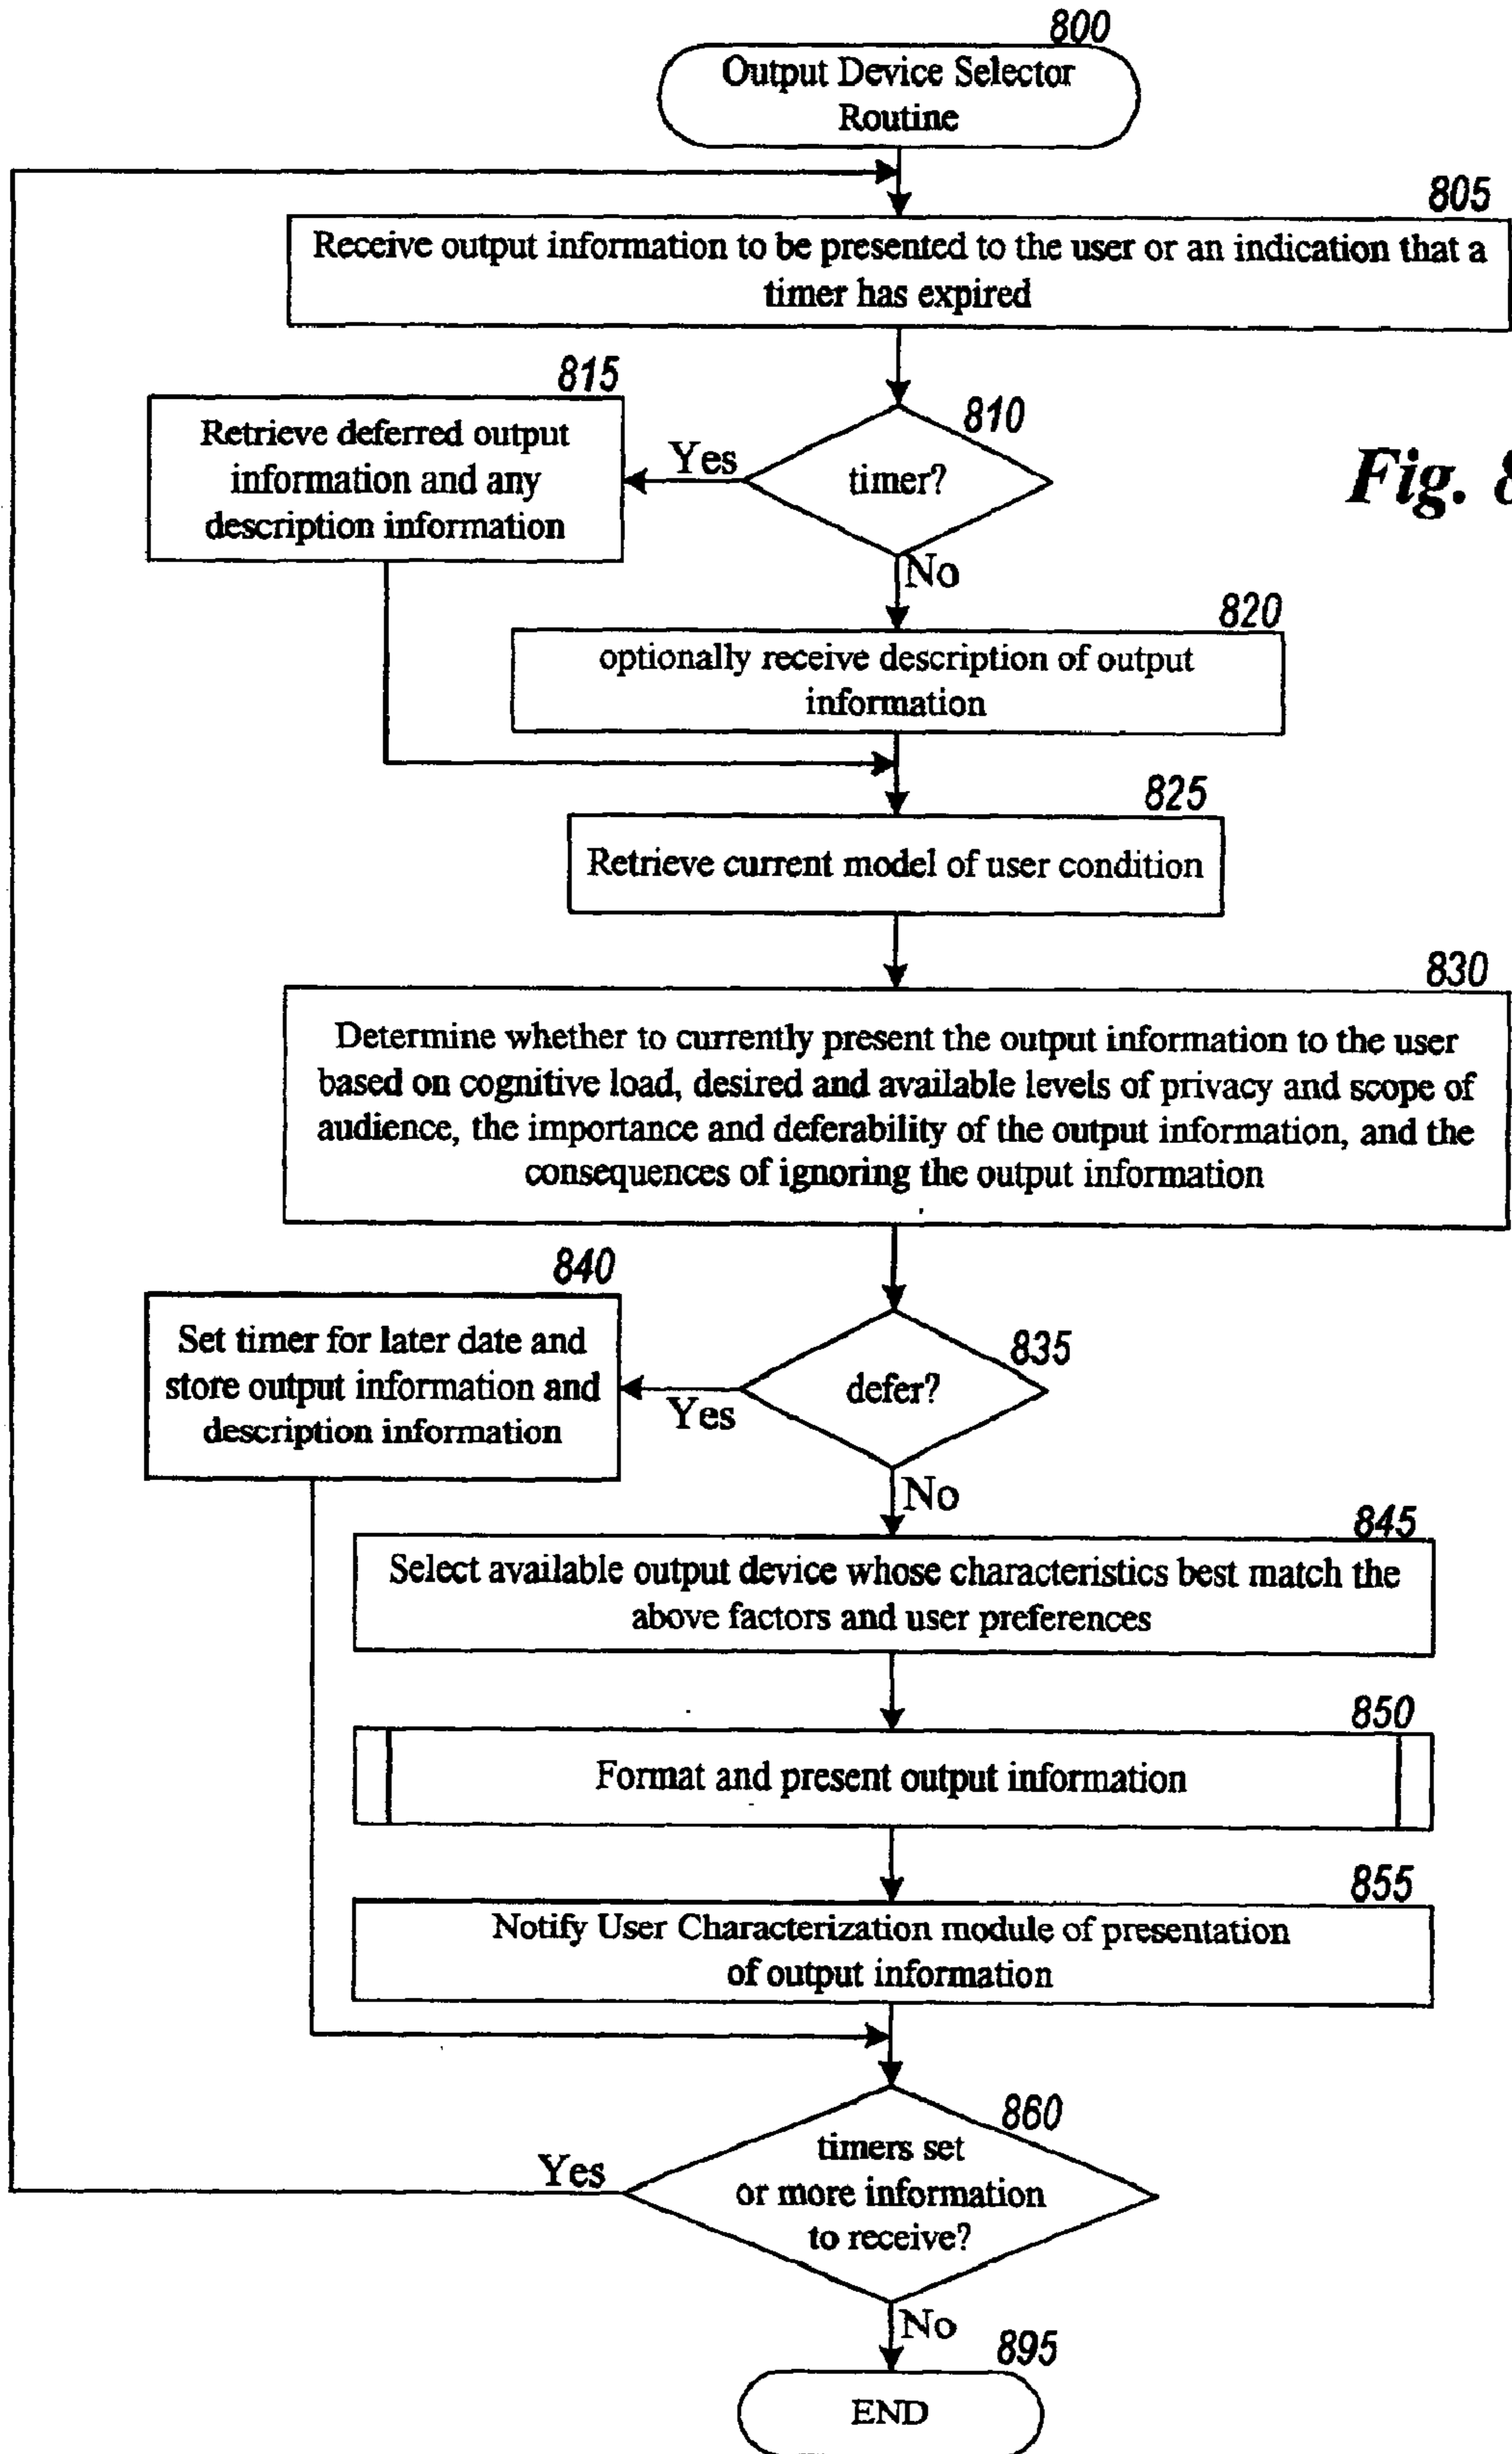 800
Output Device Selector
Routine
805
Receive output information to be presented to the user or an indication that a
timer has expired
815
Retrieve deferred output
information and any
description information
Yes
810
timer?
Fig. 8
No
820
optionally receive description of output
information
825
Retrieve current model of user condition
830
Determine whether to currently present the output information to the user
based on cognitive load, desired and available levels of privacy and scope of
audience, the importance and deferability of the output information, and the
consequences of ignoring the output information
840
Set timer for later date and
store output information and
description information
Yes
835
defer?
No
845
Select available output device whose characteristics best match the
above factors and user preferences
850
Format and present output information
855
Notify User Characterization module of presentation
of output information
860
timers set
or more information
to receive?
Yes
No
895
END